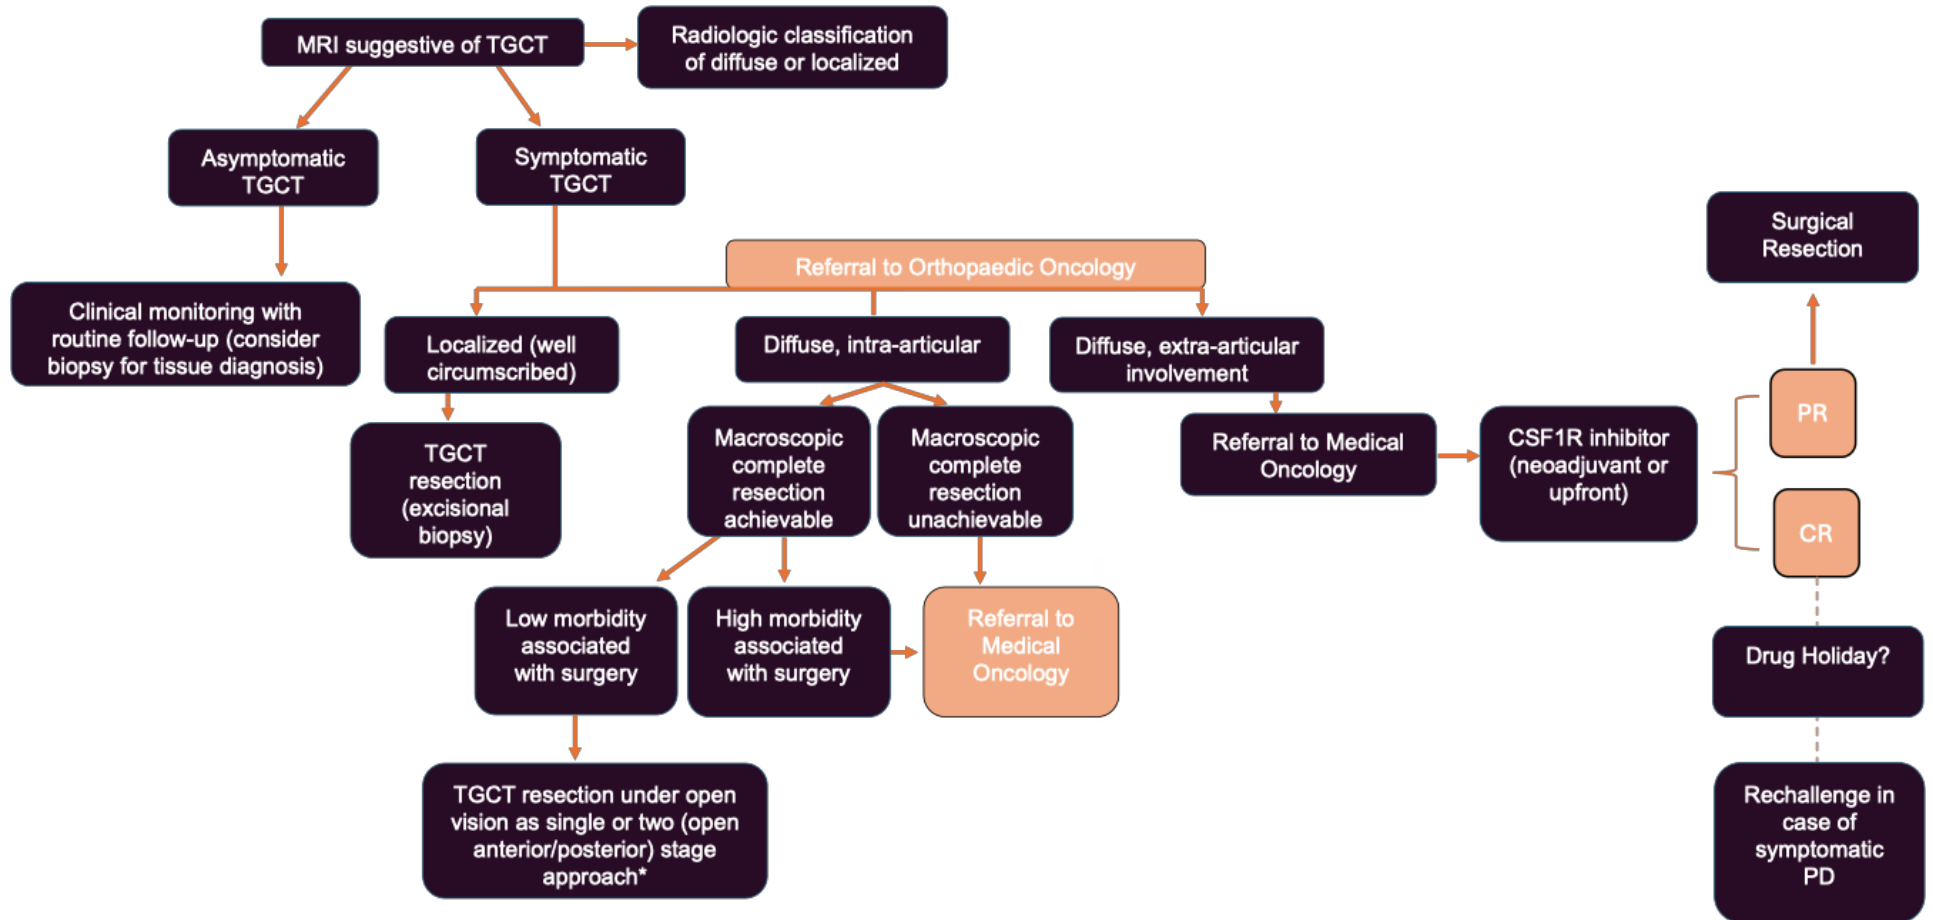 MRI suggestive of TGCT
Radiologic classification
of diffuse or localized
Asymptomatic
TGCT
Symptomatic
TGCT
Clinical monitoring with
routine follow-up (consider
biopsy for tissue diagnosis)
Referral to Orthopaedic Oncology
Localized (well
circumscribed)
Diffuse, intra-articular
Diffuse, extra-articular
involvement
TGCT
resection
(excisional
biopsy)
Macroscopic
complete
resection
achievable
Macroscopic
complete
resection
unachievable
Referral to Medical
Oncology
CSF1R inhibitor
(neoadjuvant or
upfront)
Surgical
Resection
PR
CR
Low morbidity
associated
with surgery
High morbidity
associated
with surgery
Referral to
Medical
Oncology
Drug Holiday?
TGCT resection under open
vision as single or two (open
anterior/posterior) stage
approach*
Rechallenge in
case of
symptomatic
PD